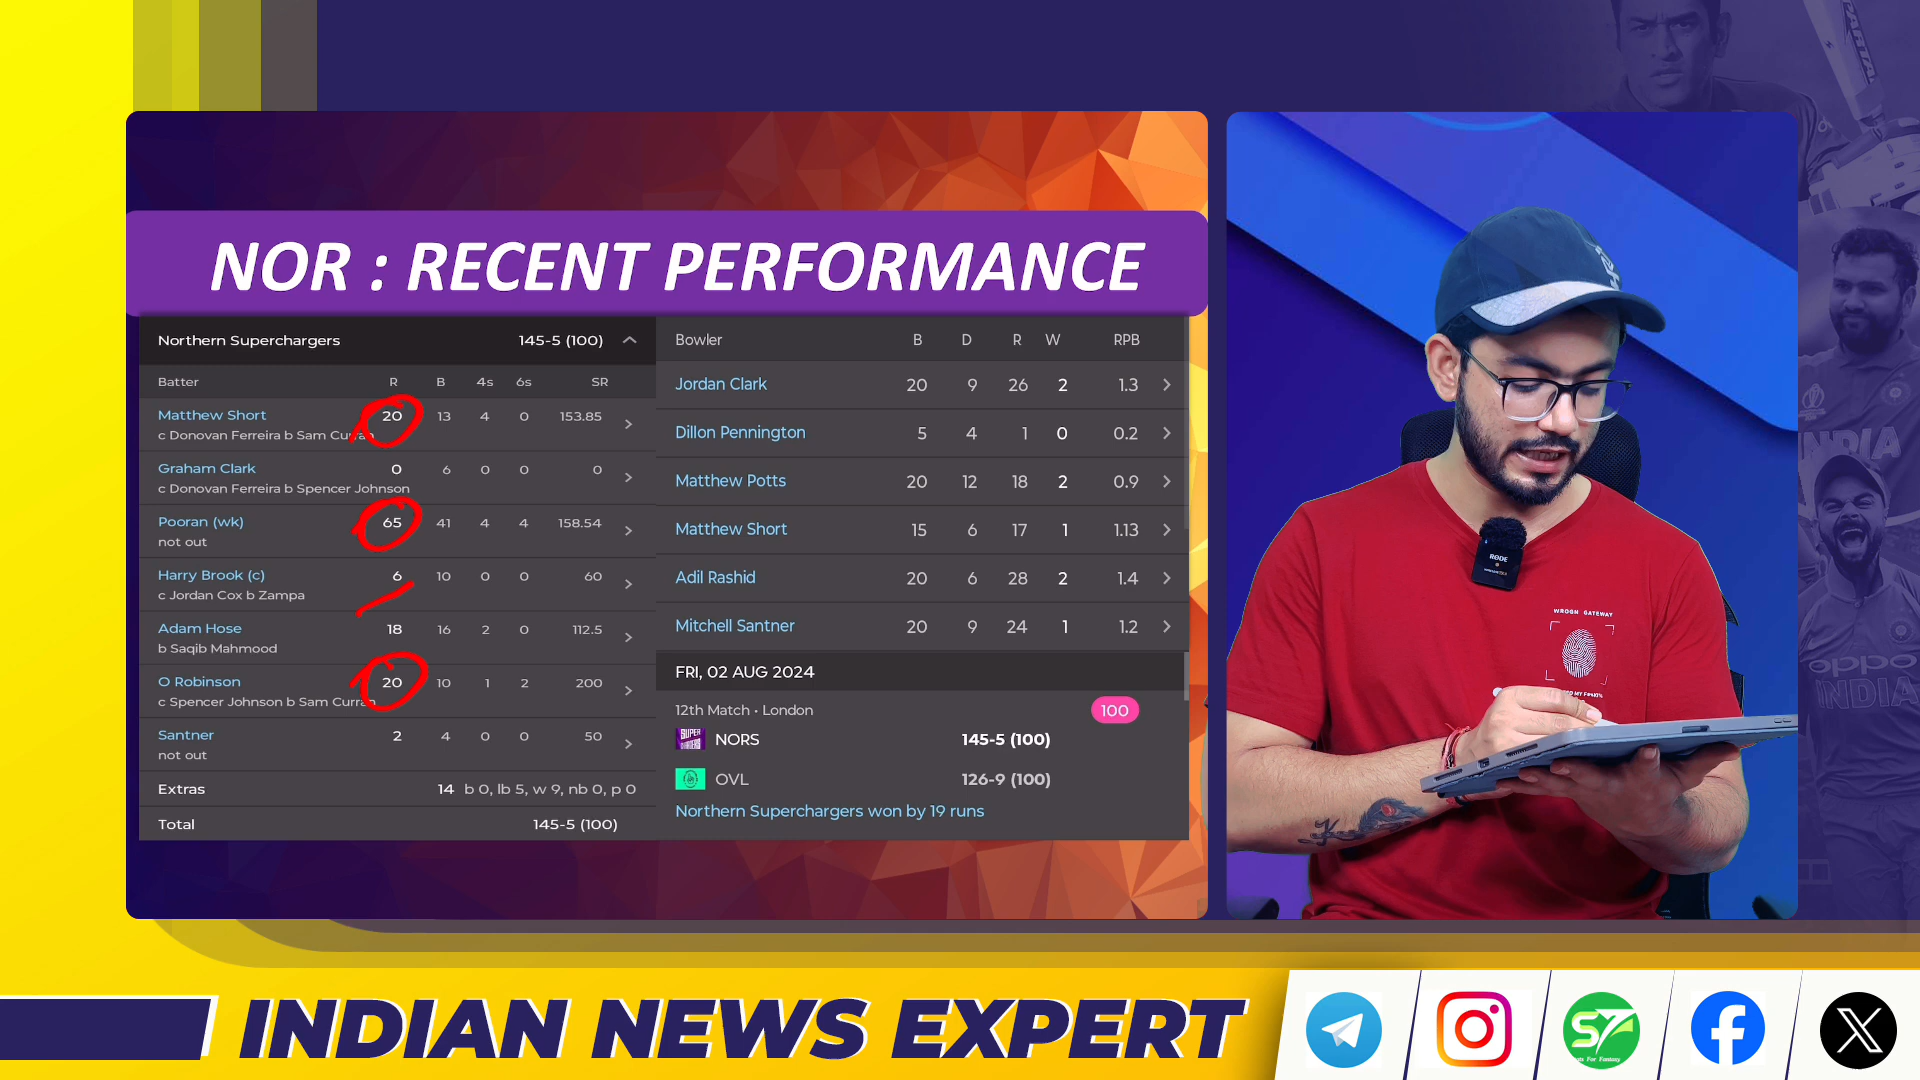 NOR : RECENT PERFORMANCE
Northern Superchargers 145-5 (100)
Batter R B 4s 6s SR
Matthew Short 20 13 4 0 153.85
c Donovan Ferreira b Sam Curran
Graham Clark 0 6 0 0 0
c Donovan Ferreira b Spencer Johnson
Pooran (wk) 65 41 4 4 158.54
not out
Harry Brook (c) 6 10 0 0 60
c Jordan Cox b Zampa
Adam Hose 18 16 2 0 112.5
b Saqib Mahmood
O Robinson 20 10 1 2 200
c Spencer Johnson b Sam Curran
Santner 2 4 0 0 50
not out
Extras 14 b 0, lb 5, w 9, nb 0, p 0
Total 145-5 (100)
Bowler B D R W RPB
Jordan Clark 20 9 26 2 1.3
Dillon Pennington 5 4 1 0 0.2
Matthew Potts 20 12 18 2 0.9
Matthew Short 15 6 17 1 1.13
Adil Rashid 20 6 28 2 1.4
Mitchell Santner 20 9 24 1 1.2
FRI, 02 AUG 2024
12th Match • London 100
NORS 145-5 (100)
OVL 126-9 (100)
Northern Superchargers won by 19 runs
RØDE
WROGN GATEWAY
oppo
INDIA
INDIAN NEWS EXPERT
S7